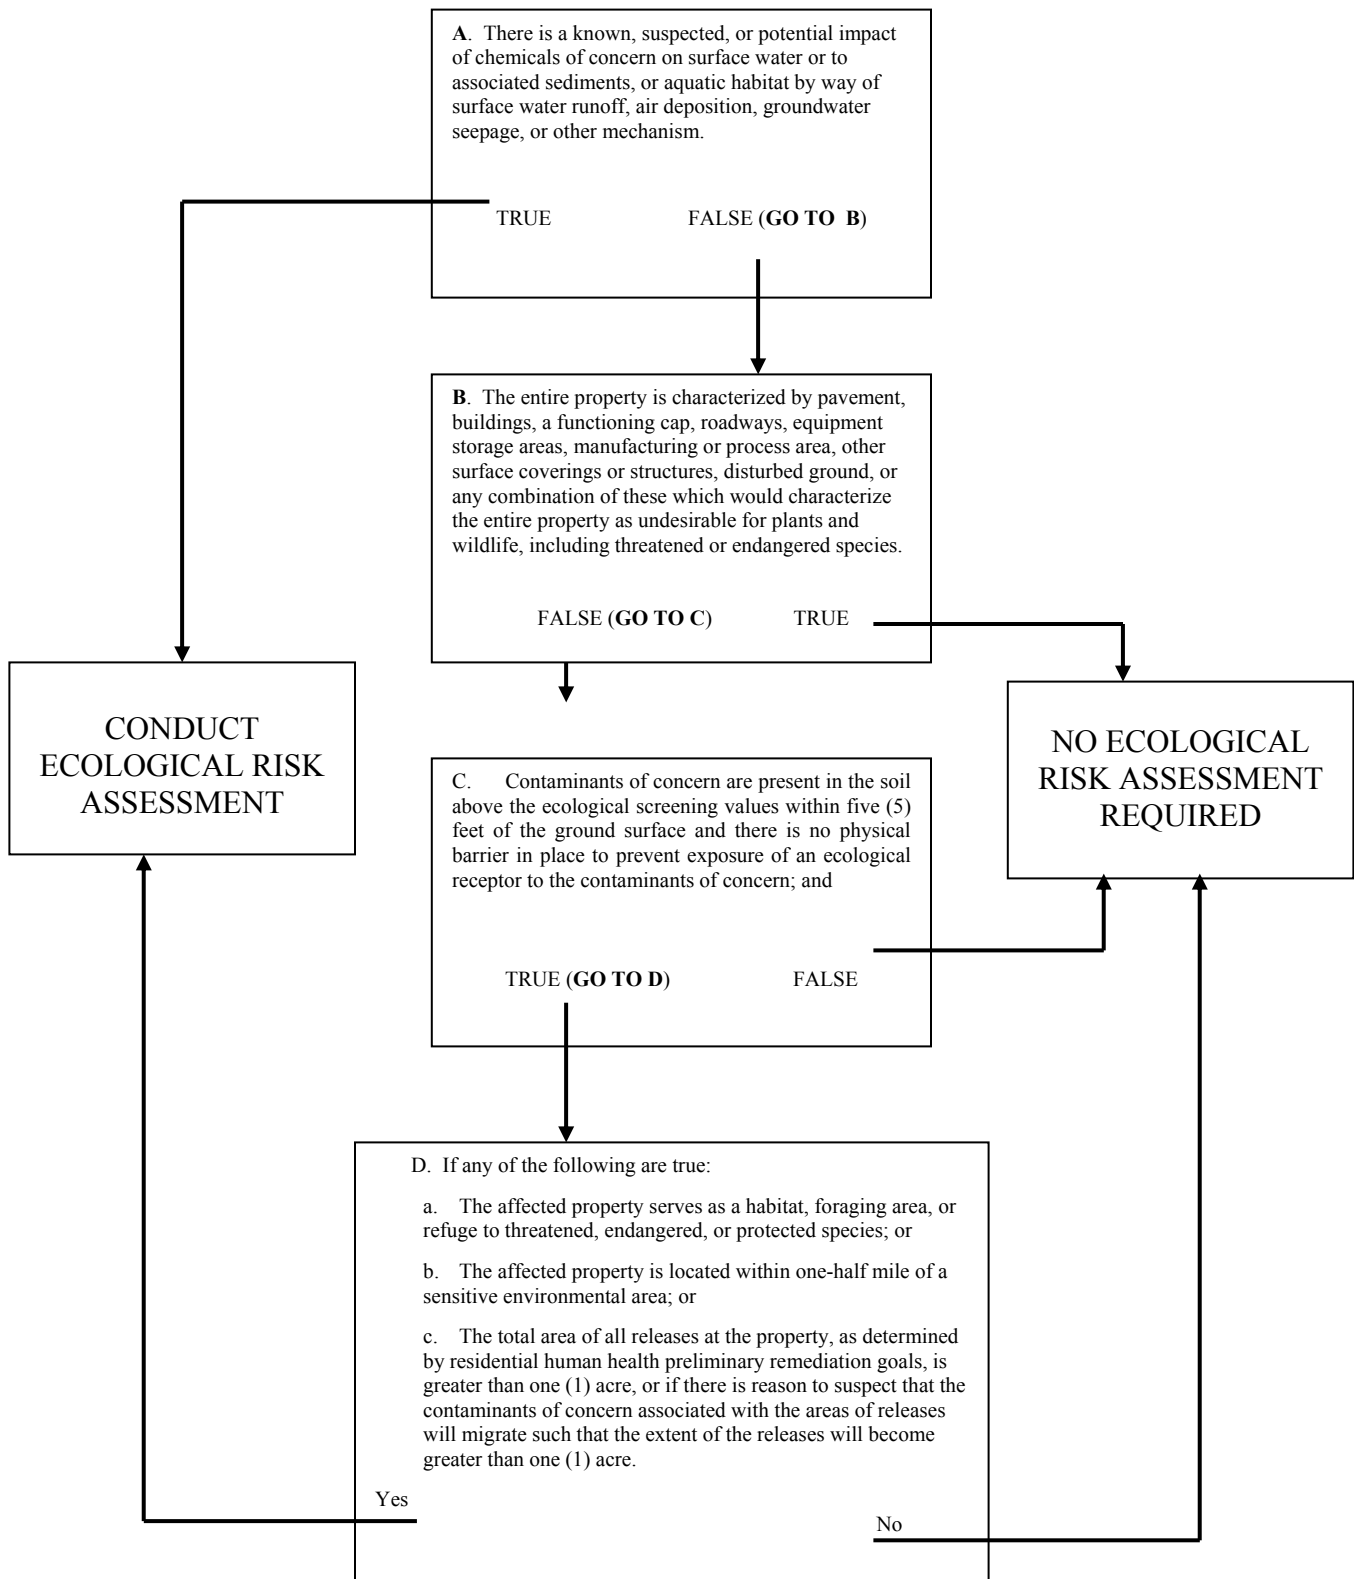 A. There is a known, suspected, or potential impact
of chemicals of concern on surface water or to
associated sediments, or aquatic habitat by way of
surface water runoff, air deposition, groundwater
seepage, or other mechanism.
TRUE FALSE (GO TO B)
B. The entire property is characterized by pavement,
buildings, a functioning cap, roadways, equipment
storage areas, manufacturing or process area, other
surface coverings or structures, disturbed ground, or
any combination of these which would characterize
the entire property as undesirable for plants and
wildlife, including threatened or endangered species.
FALSE (GO TO C) TRUE
CONDUCT
ECOLOGICAL RISK
ASSESSMENT
NO ECOLOGICAL
RISK ASSESSMENT
REQUIRED
C. Contaminants of concern are present in the soil
above the ecological screening values within five (5)
feet of the ground surface and there is no physical
barrier in place to prevent exposure of an ecological
receptor to the contaminants of concern; and
TRUE (GO TO D) FALSE
D. If any of the following are true:
a. The affected property serves as a habitat, foraging area, or
refuge to threatened, endangered, or protected species; or
b. The affected property is located within one-half mile of a
sensitive environmental area; or
c. The total area of all releases at the property, as determined
by residential human health preliminary remediation goals, is
greater than one (1) acre, or if there is reason to suspect that the
contaminants of concern associated with the areas of releases
will migrate such that the extent of the releases will become
greater than one (1) acre.
Yes
No